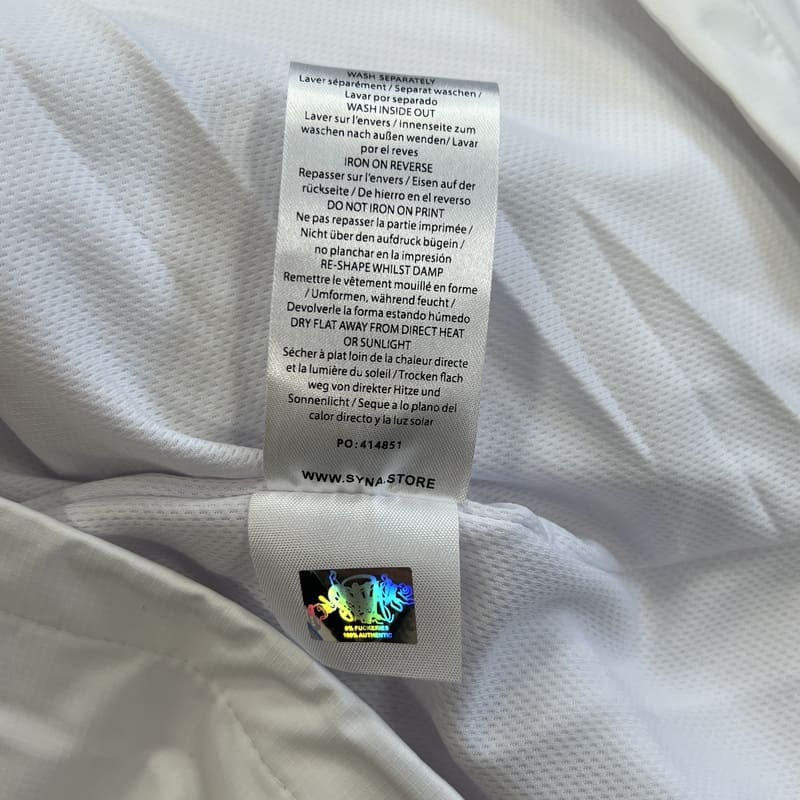 WASH SEPARATELY
Laver séparément / Separat waschen /
Lavar por separado
WASH INSIDE OUT
Laver sur l'envers / innenseite zum
waschen nach außen wenden/ Lavar
por el reves
IRON ON REVERSE
Repasser sur l'envers / Eisen auf der
rückseite / De hierro en el reverso
DO NOT IRON ON PRINT
Ne pas repasser la partie imprimée /
Nicht über den aufdruck bügein /
no planchar en la impresión
RE-SHAPE WHILST DAMP
Remettre le vêtement mouillé en forme
/ Umformen, während feucht /
Devolverle la forma estando húmedo
DRY FLAT AWAY FROM DIRECT HEAT
OR SUNLIGHT
Sécher à plat loin de la chaleur directe
et la lumière du soleil / Trocken flach
weg von direkter Hitze und
Sonnenlicht / Seque a lo plano del
calor directo y la luz solar
PO:414851
WWW.SYNA.STORE
0% FUCKERIES
100% AUTHENTIC